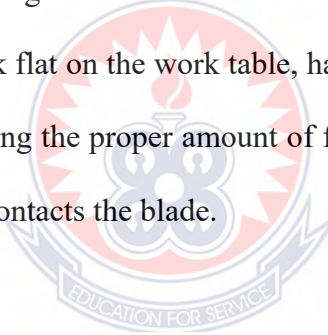 k flat on the work table, ha
ng the proper amount of f
ontacts the blade.
EDUCATION FOR SERVICE